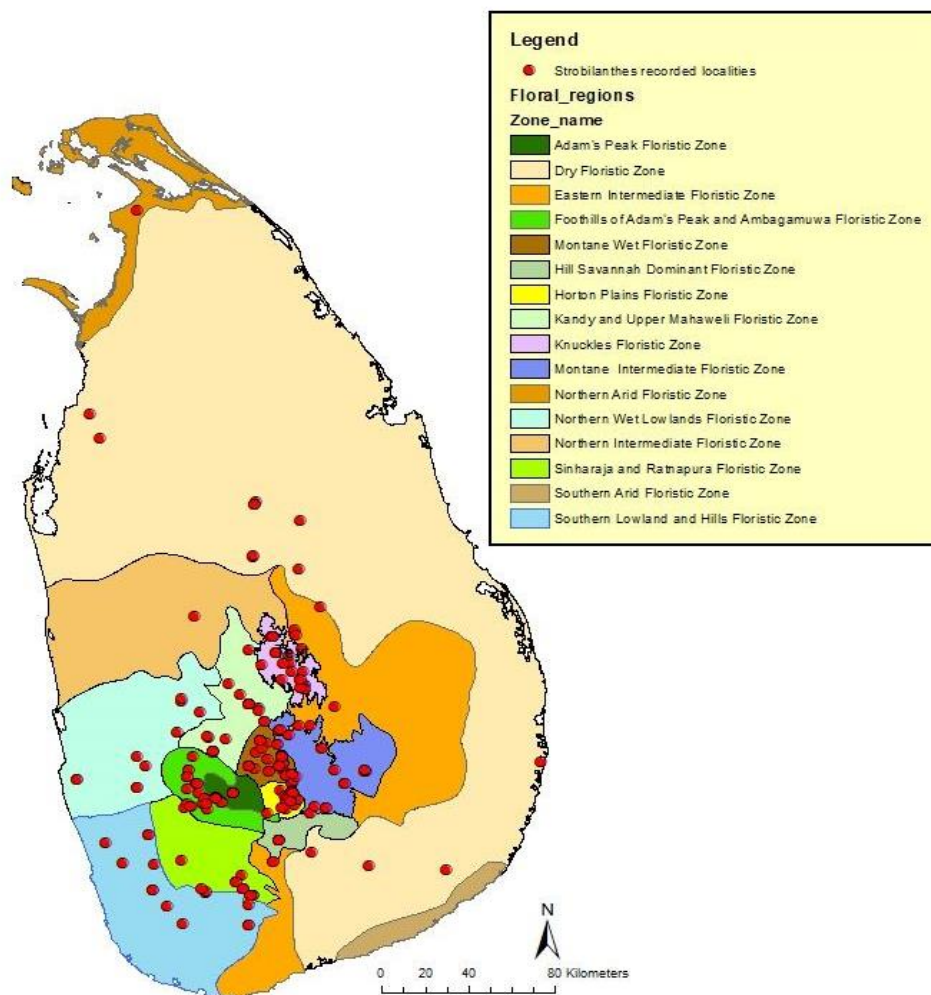 Legend
Strobilanthes recorded localities
Floral_regions
Zone_name
Adam's Peak Floristic Zone
Dry Floristic Zone
Eastern Intermediate Floristic Zone
Foothills of Adam's Peak and Ambagamuwa Floristic Zone
Montane Wet Floristic Zone
Hill Savannah Dominant Floristic Zone
Horton Plains Floristic Zone
Kandy and Upper Mahaweli Floristic Zone
Knuckles Floristic Zone
Montane Intermediate Floristic Zone
Northern Arid Floristic Zone
Northern Wet Lowlands Floristic Zone
Northern Intermediate Floristic Zone
Sinharaja and Ratnapura Floristic Zone
Southern Arid Floristic Zone
Southern Lowland and Hills Floristic Zone
N
0 20 40 80 Kilometers